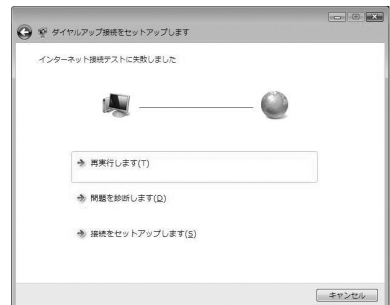 ダイヤルアップ接続をセットアップします
インターネット接続テストに失敗しました
再実行します(T)
問題を診断します(D)
接続をセットアップします(S)
キャンセル